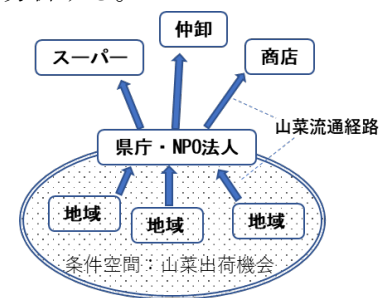 仲卸
スーパー
商店
山菜流通経路
県庁・NPO法人
地域
地域
地域
条件空間：山菜出荷機会